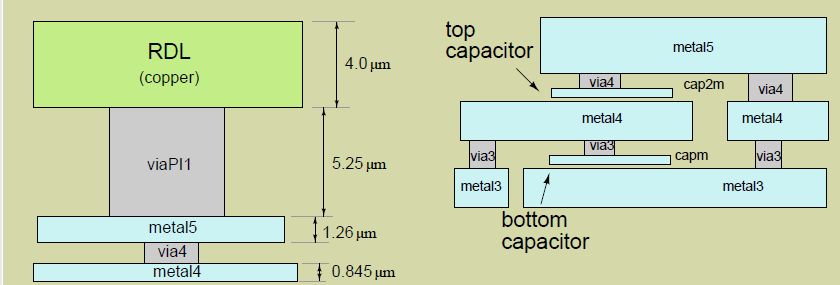 RDL
(copper)
4.0 µm
viaPI1
5.25 µm
metal5
1.26 µm
via4
metal4
0.845 µm
top
capacitor
metal5
via4
cap2m
via4
metal4
metal4
via3
via3
capm
via3
metal3
metal3
bottom
capacitor